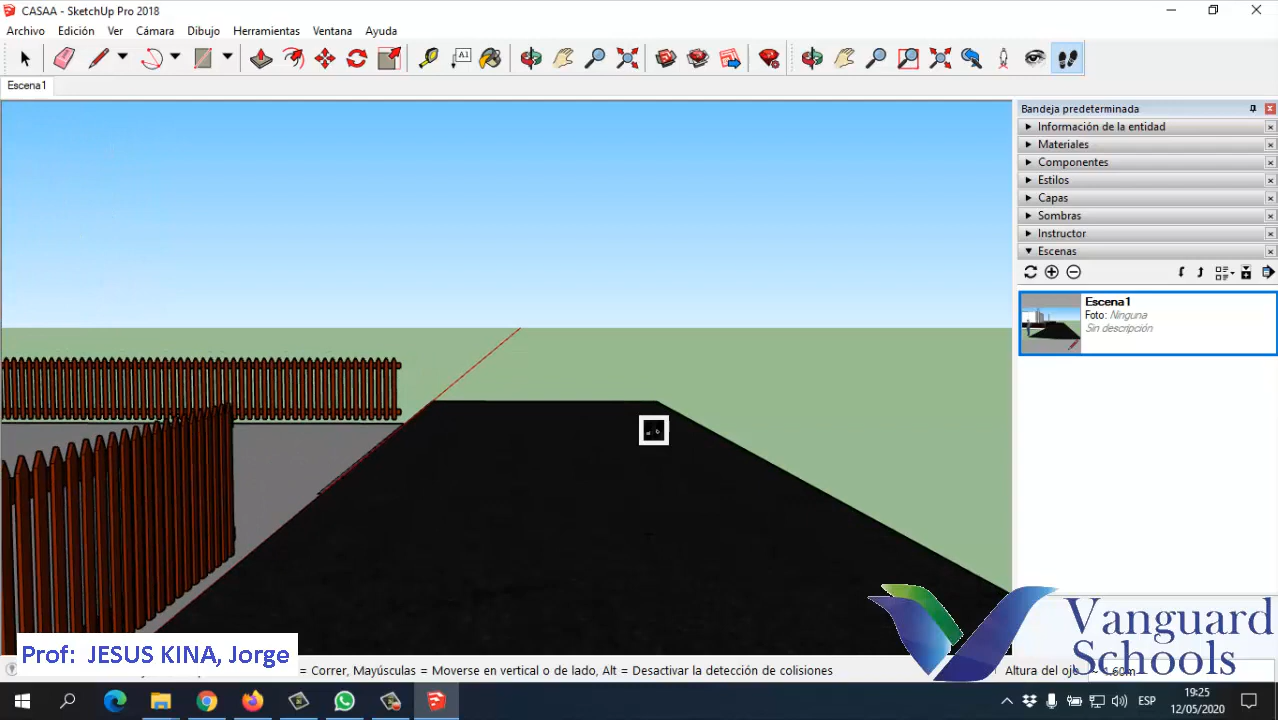 CASAA - SketchUp Pro 2018
Archivo Edición Ver Cámara Dibujo Herramientas Ventana Ayuda
A1
Escena1
Bandeja predeterminada
Información de la entidad
Materiales
Componentes
Estilos
Capas
Sombras
Instructor
Escenas
Escena1
Foto: Ninguna
Sin descripción
Vanguard
Schools
Prof: JESUS KINA, Jorge
= Correr, Mayúsculas = Moverse en vertical o de lado, Alt = Desactivar la detección de colisiones
Altura del ojo
ESP
19:25
12/05/2020